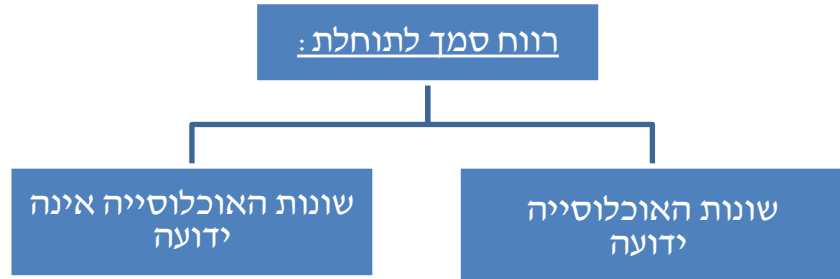 רווח סמך לתוחלת :
שונות האוכלוסייה
ידועה
שונות האוכלוסייה אינה
ידועה